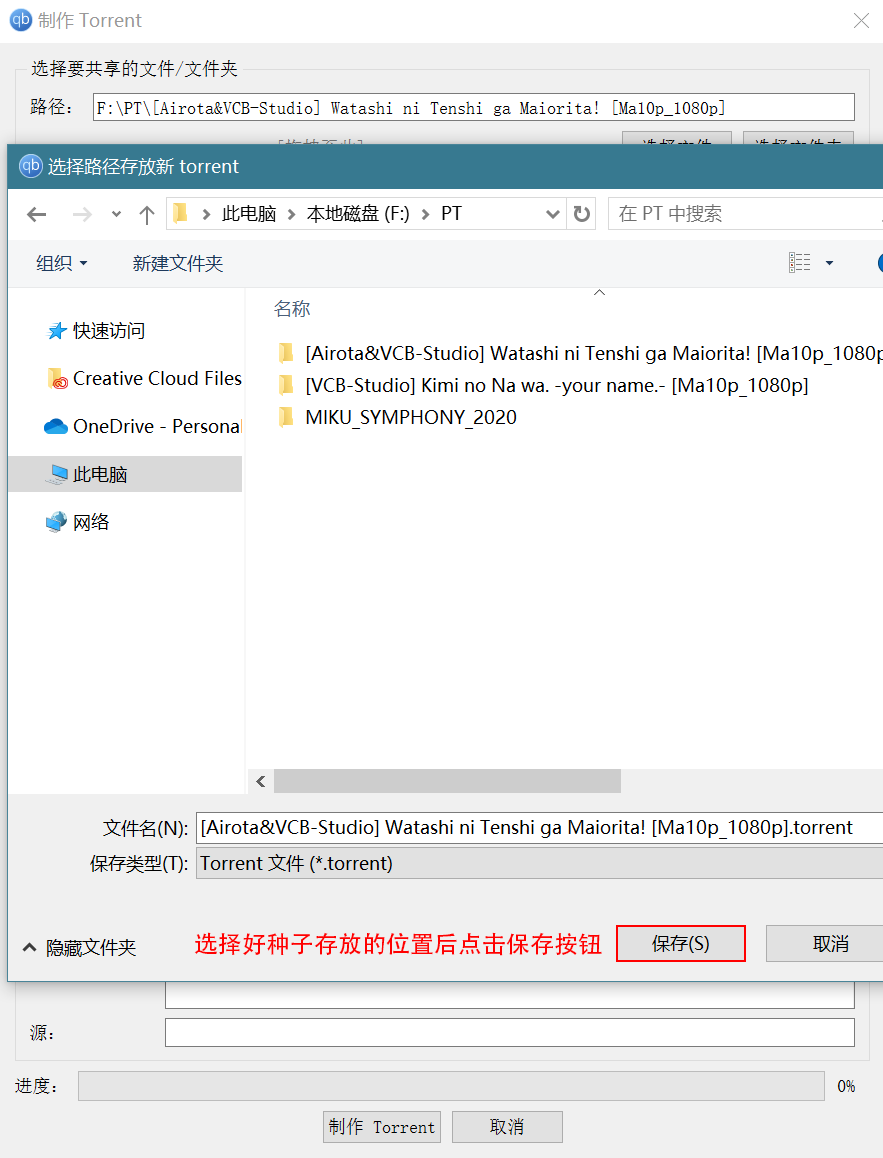 qb 制作 Torrent
选择要共享的文件/文件夹
路径: F:\PT\[Airota&VCB-Studio] Watashi ni Tenshi ga Maiorita! [Ma10p_1080p]
选择文件 选择文件夹
qb 选择路径存放新 torrent
此电脑 本地磁盘 (F:) PT 在 PT 中搜索
组织 新建文件夹
名称
快速访问
[Airota&VCB-Studio] Watashi ni Tenshi ga Maiorita! [Ma10p_1080p
Creative Cloud Files
[VCB-Studio] Kimi no Na wa. -your name.- [Ma10p_1080p]
MIKU_SYMPHONY_2020
OneDrive - Personal
此电脑
网络
文件名(N): [Airota&VCB-Studio] Watashi ni Tenshi ga Maiorita! [Ma10p_1080p].torrent
保存类型(T): Torrent 文件 (*.torrent)
隐藏文件夹 选择好种子存放的位置后点击保存按钮 保存(S) 取消
源:
进度: 0%
制作 Torrent 取消